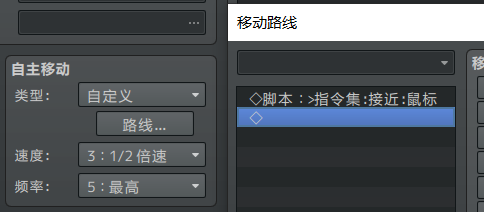 ...
自主移动
类型:
自定义
路线...
速度:
3：1/2 倍速
频率:
5：最高
移动路线
◇脚本：>指令集:接近:鼠标
◇